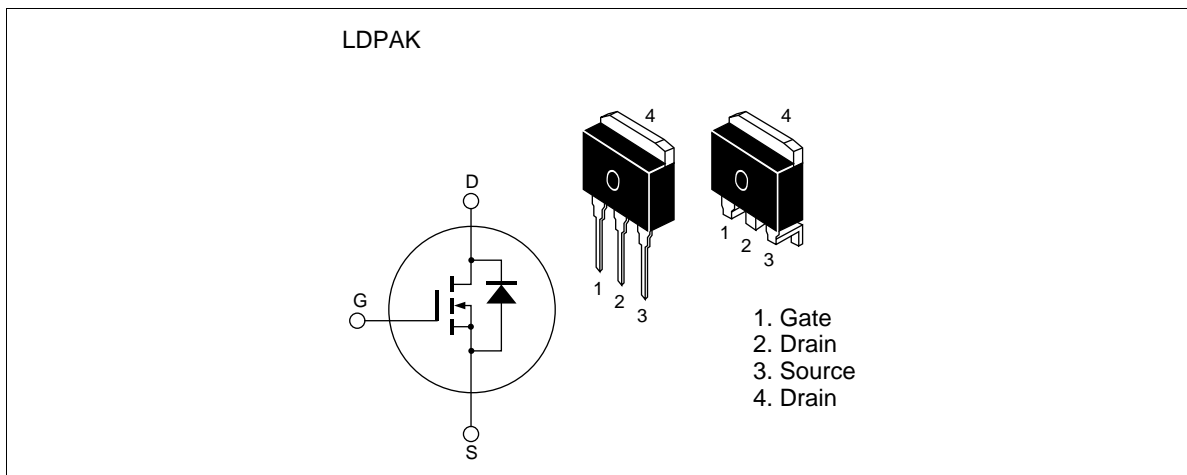 LDPAK
4
4
D
G
S
1
2
3
1
2
3
1. Gate
2. Drain
3. Source
4. Drain